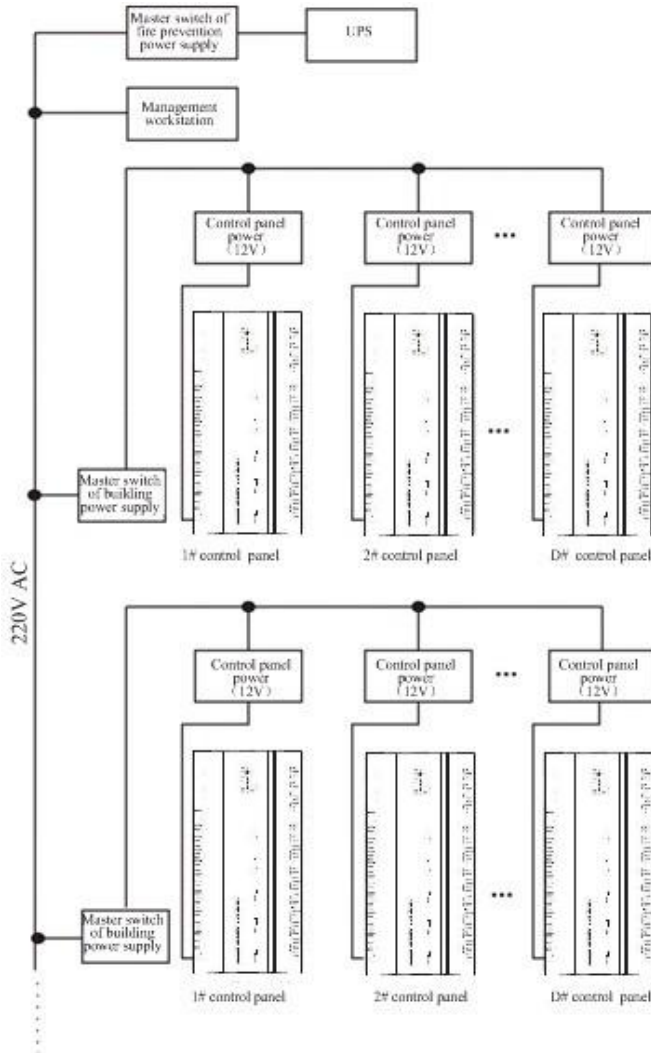 Master switch of
fire prevention
power supply
UPS
Management
workstation
Control panel
power
(12V)
Control panel
power
(12V)
...
Control panel
power
(12V)
...
Master switch
of building
power supply
1# control panel
2# control panel
D# control panel
220V AC
Control panel
power
(12V)
Control panel
power
(12V)
...
Control panel
power
(12V)
...
Master switch
of building
power supply
1# control panel
2# control panel
D# control panel